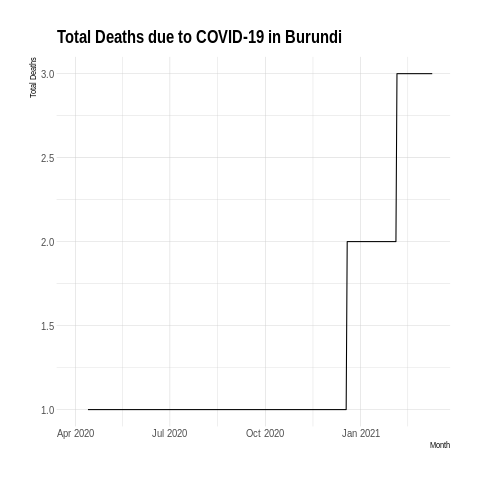 Total Deaths due to COVID-19 in Burundi
Total Deaths
3.0
2.5
2.0
1.5
1.0
Apr 2020 Jul 2020 Oct 2020 Jan 2021
Month